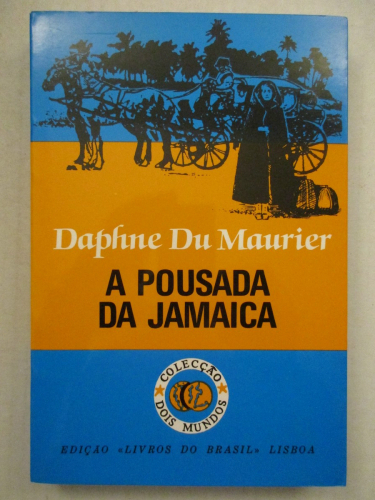 Daphne Du Maurier
A POUSADA
DA JAMAICA
COLECÇÃO
DOIS MUNDOS
EDIÇÃO «LIVROS DO BRASIL» LISBOA